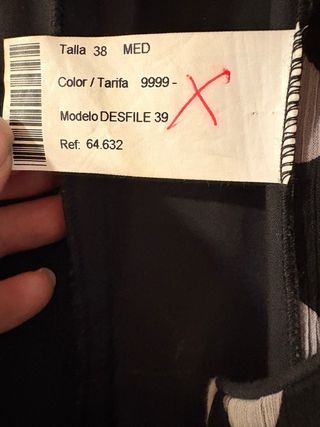 Talla 38 MED
Color / Tarifa 9999 -
Modelo DESFILE 39
Ref: 64.632